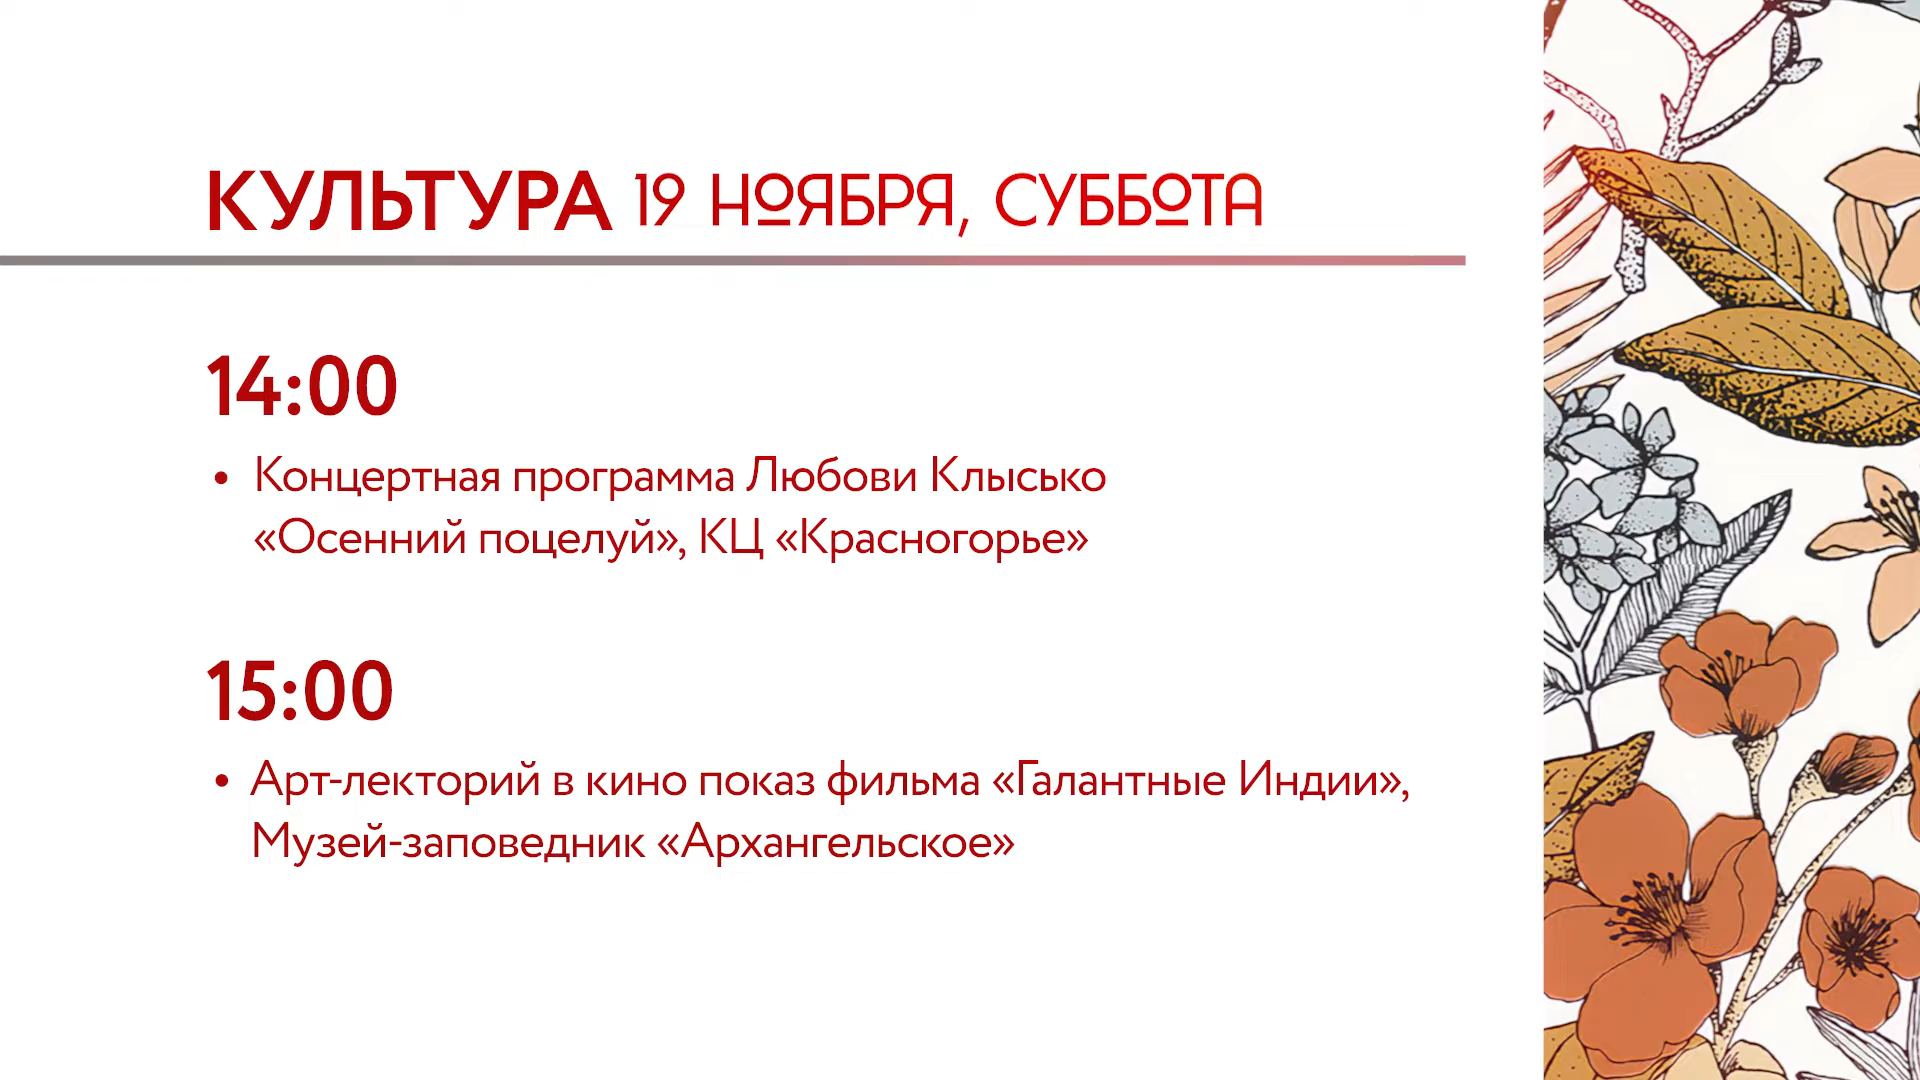 КУЛЬТУРА 19 НОЯБРЯ, СУББОТА
14:00
• Концертная программа Любови Клысько
«Осенний поцелуй», КЦ «Красногорье»
15:00
• Арт-лекторий в кино показ фильма «Галантные Индии»,
Музей-заповедник «Архангельское»